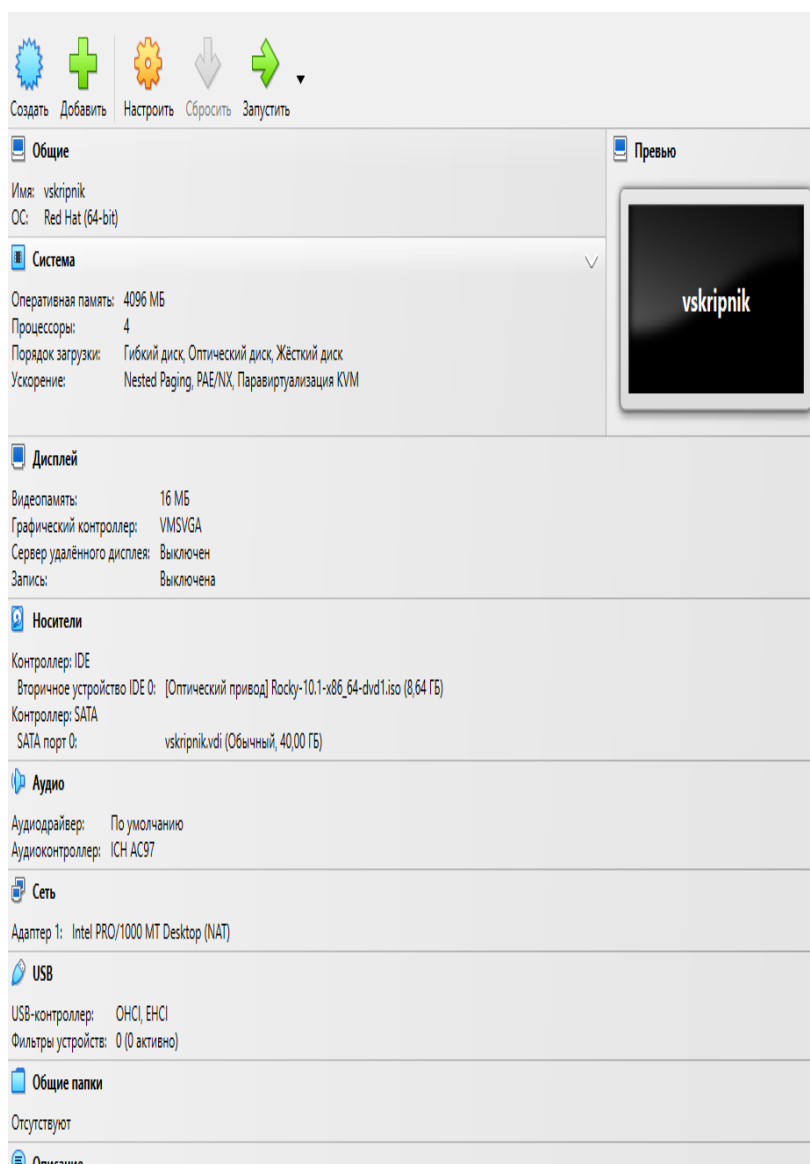 Создать Добавить Настроить Сбросить Запустить
Общие
Имя: vskripnik
ОС: Red Hat (64-bit)
Превью
vskripnik
Система
Оперативная память: 4096 МБ
Процессоры: 4
Порядок загрузки: Гибкий диск, Оптический диск, Жёсткий диск
Ускорение: Nested Paging, PAE/NX, Паравиртуализация KVM
Дисплей
Видеопамять: 16 МБ
Графический контроллер: VMSVGA
Сервер удалённого дисплея: Выключен
Запись: Выключена
Носители
Контроллер: IDE
Вторичное устройство IDE 0: [Оптический привод] Rocky-10.1-x86_64-dvd1.iso (8,64 ГБ)
Контроллер: SATA
SATA порт 0: vskripnik.vdi (Обычный, 40,00 ГБ)
Аудио
Аудиодрайвер: По умолчанию
Аудиоконтроллер: ICH AC97
Сеть
Адаптер 1: Intel PRO/1000 MT Desktop (NAT)
USB
USB-контроллер: OHCI, EHCI
Фильтры устройств: 0 (0 активно)
Общие папки
Отсутствуют
Описание